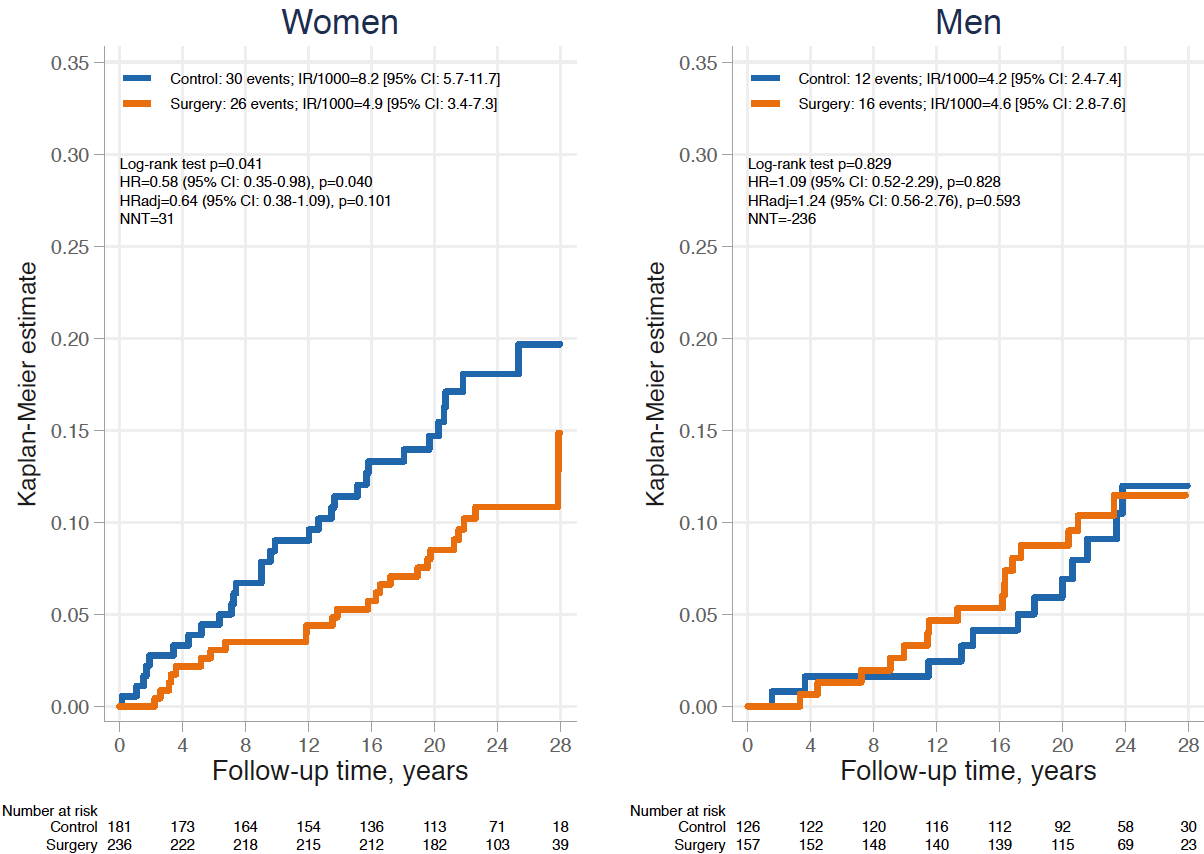 Women
0.35
0.30
0.25
0.20
0.15
0.10
0.05
0.00
Kaplan-Meier estimate
Control: 30 events; IR/1000=8.2 [95% CI: 5.7-11.7]
Surgery: 26 events; IR/1000=4.9 [95% CI: 3.4-7.3]
Log-rank test p=0.041
HR=0.58 (95% CI: 0.35-0.98), p=0.040
HRadj=0.64 (95% CI: 0.38-1.09), p=0.101
NNT=31
0 4 8 12 16 20 24 28
Follow-up time, years
Number at risk
Control 181 173 164 154 136 113 71 18
Surgery 236 222 218 215 212 182 103 39
Men
0.35
0.30
0.25
0.20
0.15
0.10
0.05
0.00
Kaplan-Meier estimate
Control: 12 events; IR/1000=4.2 [95% CI: 2.4-7.4]
Surgery: 16 events; IR/1000=4.6 [95% CI: 2.8-7.6]
Log-rank test p=0.829
HR=1.09 (95% CI: 0.52-2.29), p=0.828
HRadj=1.24 (95% CI: 0.56-2.76), p=0.593
NNT=-236
0 4 8 12 16 20 24 28
Follow-up time, years
Number at risk
Control 126 122 120 116 112 92 58 30
Surgery 157 152 148 140 139 115 69 23